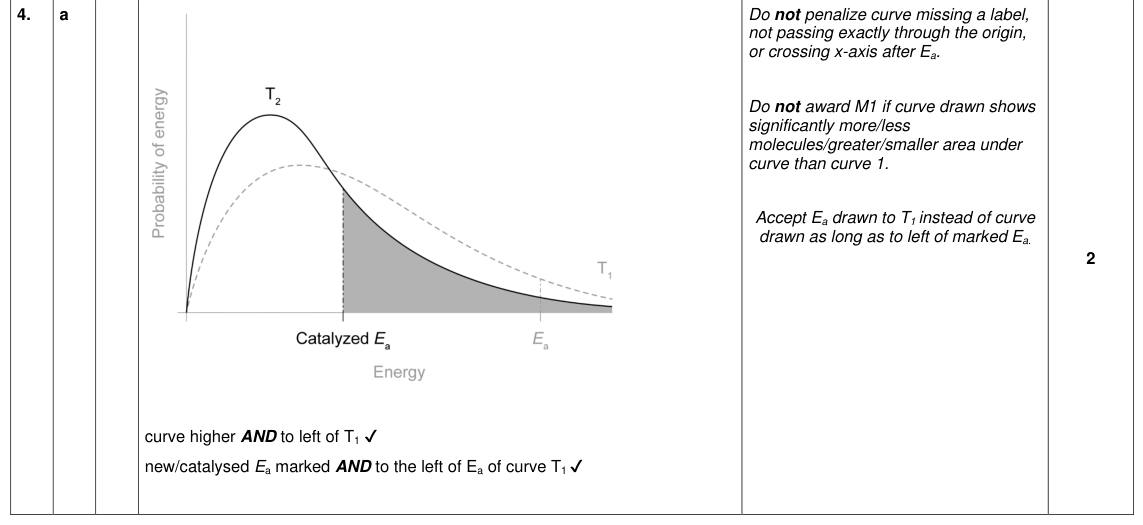 4.
a
Probability of energy
T₂
T₁
Catalyzed Eₐ
Eₐ
Energy
curve higher AND to left of T₁ ✓
new/catalysed Eₐ marked AND to the left of Eₐ of curve T₁ ✓
Do not penalize curve missing a label,
not passing exactly through the origin,
or crossing x-axis after Eₐ.
Do not award M1 if curve drawn shows
significantly more/less
molecules/greater/smaller area under
curve than curve 1.
Accept Eₐ drawn to T₁ instead of curve
drawn as long as to left of marked Eₐ.
2